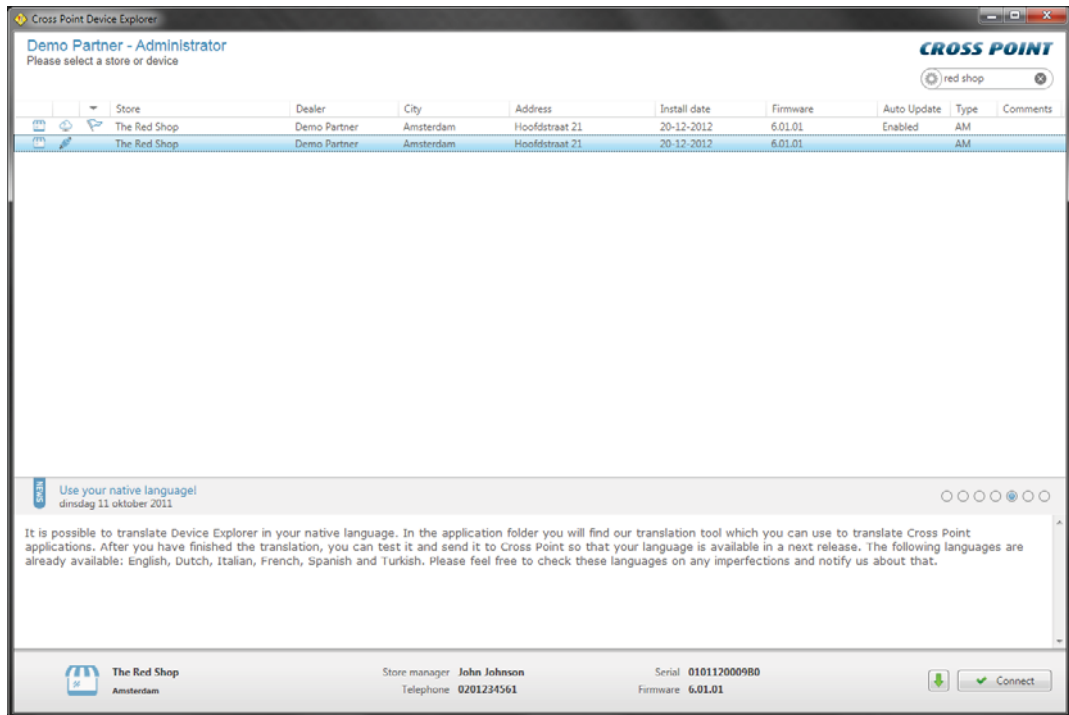 Cross Point Device Explorer
Demo Partner - Administrator
Please select a store or device
CROSS POINT
red shop
Store Dealer City Address Install date Firmware Auto Update Type Comments
The Red Shop Demo Partner Amsterdam Hoofdstraat 21 20-12-2012 6.01.01 Enabled AM
The Red Shop Demo Partner Amsterdam Hoofdstraat 21 20-12-2012 6.01.01 AM
NEWS
Use your native language!
dinsdag 11 oktober 2011
It is possible to translate Device Explorer in your native language. In the application folder you will find our translation tool which you can use to translate Cross Point
applications. After you have finished the translation, you can test it and send it to Cross Point so that your language is available in a next release. The following languages are
already available: English, Dutch, Italian, French, Spanish and Turkish. Please feel free to check these languages on any imperfections and notify us about that.
The Red Shop Store manager John Johnson Serial 0101120009B0
Amsterdam Telephone 0201234561 Firmware 6.01.01
Connect